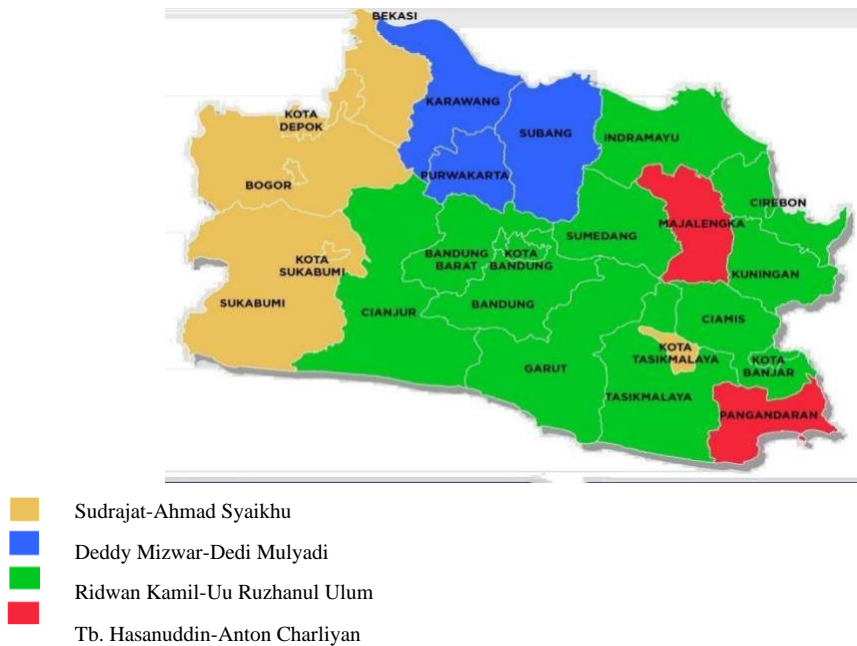 BEKASI
KOTA
DEPOK
KARAWANG
SUBANG
INDRAMAYU
PURWAKARTA
BOGOR
CIREBON
MAJALENGKA
SUMEDANG
BANDUNG
BARAT
KOTA
BANDUNG
KOTA
SUKABUMI
KUNINGAN
SUKABUMI
CIANJUR
BANDUNG
CIAMIS
KOTA
TASIKMALAYA
KOTA
BANJAR
GARUT
TASIKMALAYA
PANGANDARAN
Sudrajat-Ahmad Syaikhu
Deddy Mizwar-Dedi Mulyadi
Ridwan Kamil-Uu Ruzhanul Ulum
Tb. Hasanuddin-Anton Charliyan